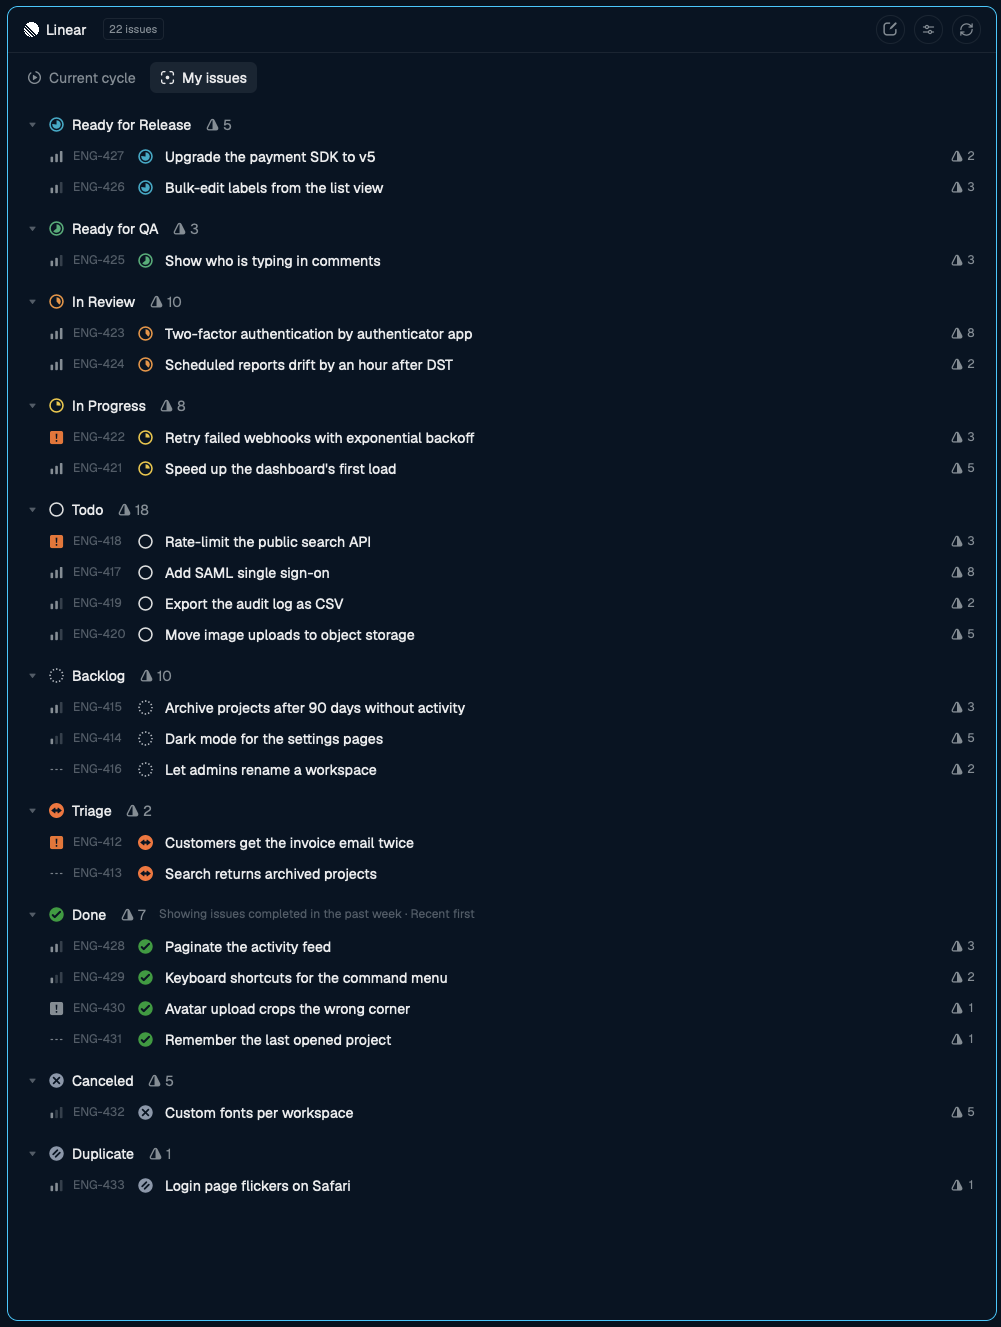 Linear 22 issues
Current cycle My issues
Ready for Release 5
ENG-427 Upgrade the payment SDK to v5 2
ENG-426 Bulk-edit labels from the list view 3
Ready for QA 3
ENG-425 Show who is typing in comments 3
In Review 10
ENG-423 Two-factor authentication by authenticator app 8
ENG-424 Scheduled reports drift by an hour after DST 2
In Progress 8
ENG-422 Retry failed webhooks with exponential backoff 3
ENG-421 Speed up the dashboard's first load 5
Todo 18
ENG-418 Rate-limit the public search API 3
ENG-417 Add SAML single sign-on 8
ENG-419 Export the audit log as CSV 2
ENG-420 Move image uploads to object storage 5
Backlog 10
ENG-415 Archive projects after 90 days without activity 3
ENG-414 Dark mode for the settings pages 5
ENG-416 Let admins rename a workspace 2
Triage 2
ENG-412 Customers get the invoice email twice
ENG-413 Search returns archived projects
Done 7 Showing issues completed in the past week · Recent first
ENG-428 Paginate the activity feed 3
ENG-429 Keyboard shortcuts for the command menu 2
ENG-430 Avatar upload crops the wrong corner 1
ENG-431 Remember the last opened project 1
Canceled 5
ENG-432 Custom fonts per workspace 5
Duplicate 1
ENG-433 Login page flickers on Safari 1